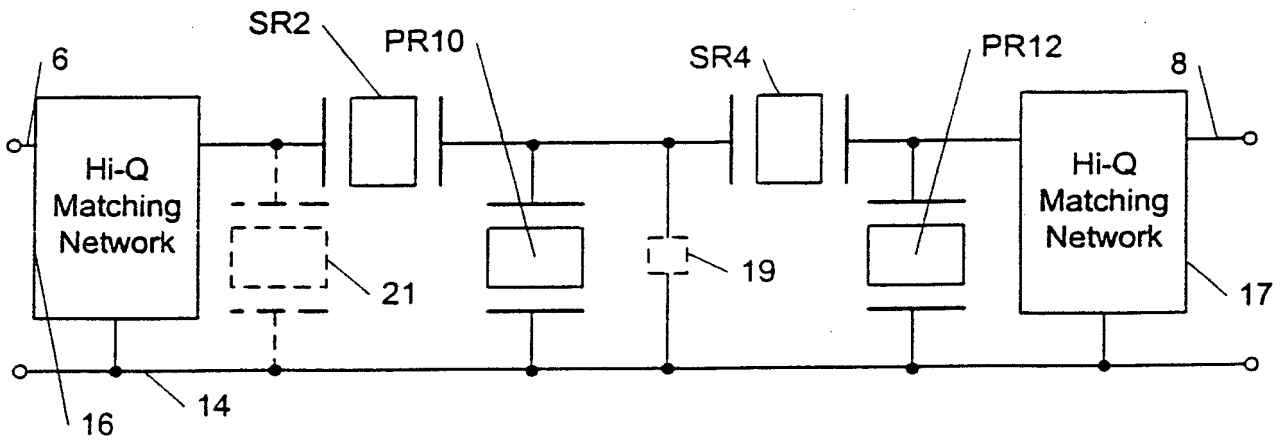 SR2
PR10
SR4
PR12
6
8
Hi-Q
Matching
Network
Hi-Q
Matching
Network
21
19
17
14
16